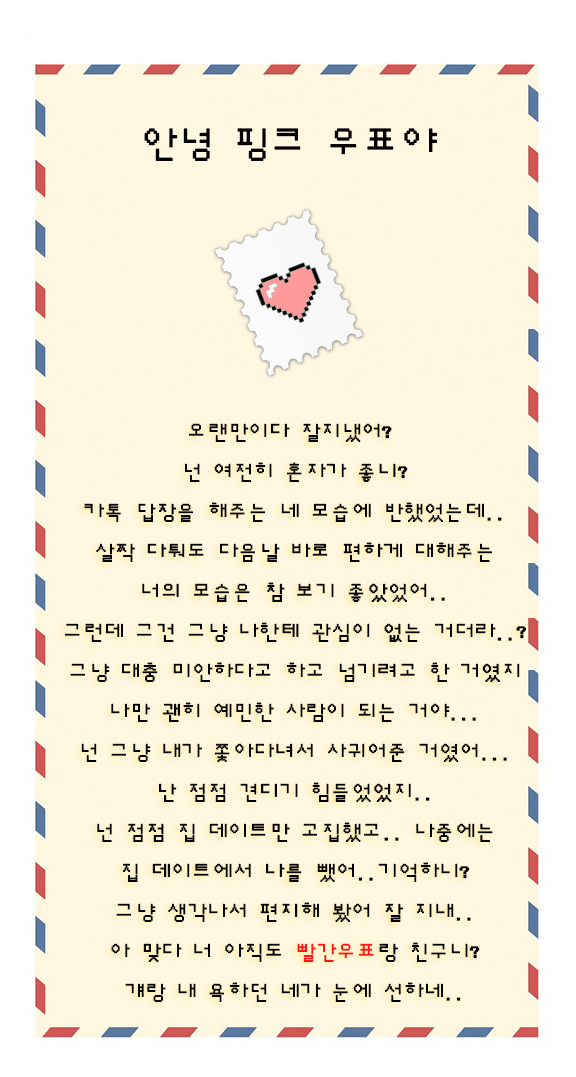 안녕 핑크 우표야
오랜만이다 잘지냈어?
넌 여전히 혼자가 좋니?
카톡 답장을 해주는 네 모습에 반했었는데..
살짝 다퉈도 다음날 바로 편하게 대해주는
너의 모습은 참 보기 좋았었어..
그런데 그건 그냥 나한테 관심이 없는 거더라..?
그냥 대충 미안하다고 하고 넘기려고 한 거였지
나만 괜히 예민한 사람이 되는 거야...
넌 그냥 내가 쫓아다녀서 사귀어준 거였어...
난 점점 견디기 힘들었었지..
넌 점점 집 데이트만 고집했고.. 나중에는
집 데이트에서 나를 뺐어..기억하니?
그냥 생각나서 편지해 봤어 잘 지내..
아 맞다 너 아직도 빨간우표랑 친구니?
걔랑 내 욕하던 네가 눈에 선하네..